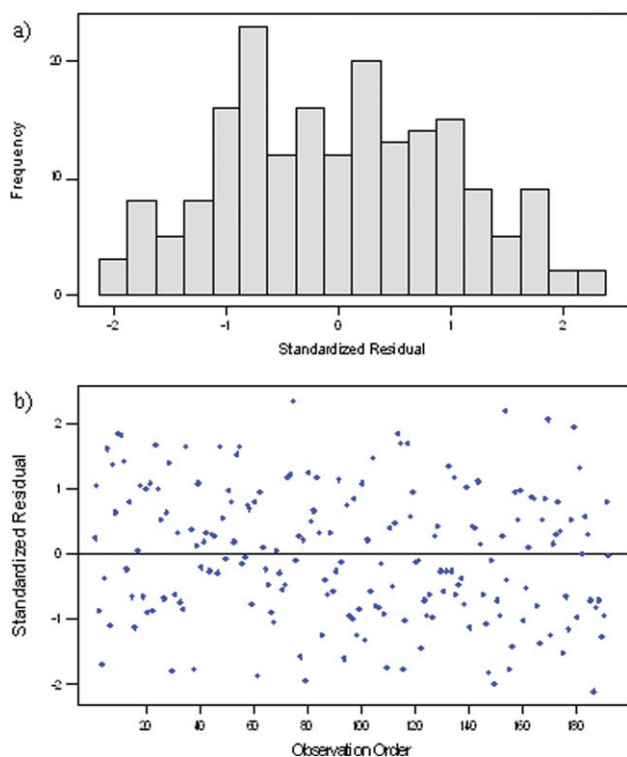 a)
20
10
0
Frequency
-2 -1 0 1 2
Standardized Residual
b)
2
1
0
-1
-2
Standardized Residual
20 40 60 80 100 120 140 160 180
Observation Order